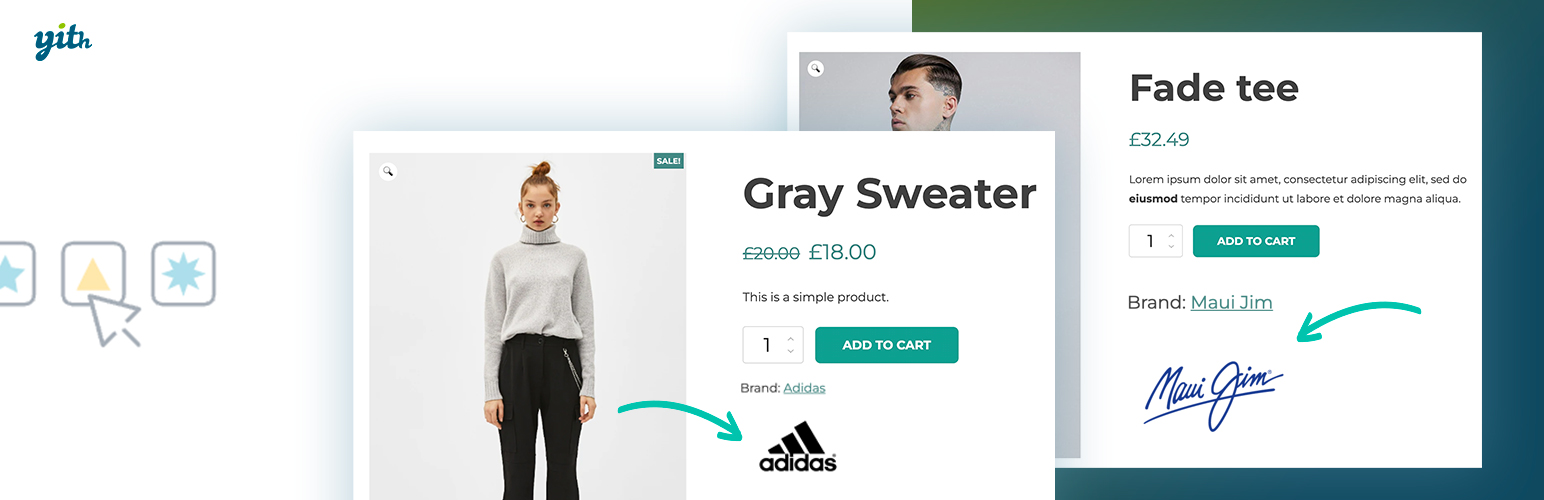 yith
SALE!
Gray Sweater
£20.00 £18.00
This is a simple product.
1
ADD TO CART
Brand: Adidas
adidas®
Fade tee
£32.49
Lorem ipsum dolor sit amet, consectetur adipiscing elit, sed do
eiusmod tempor incididunt ut labore et dolore magna aliqua.
1
ADD TO CART
Brand: Maui Jim
Maui Jim